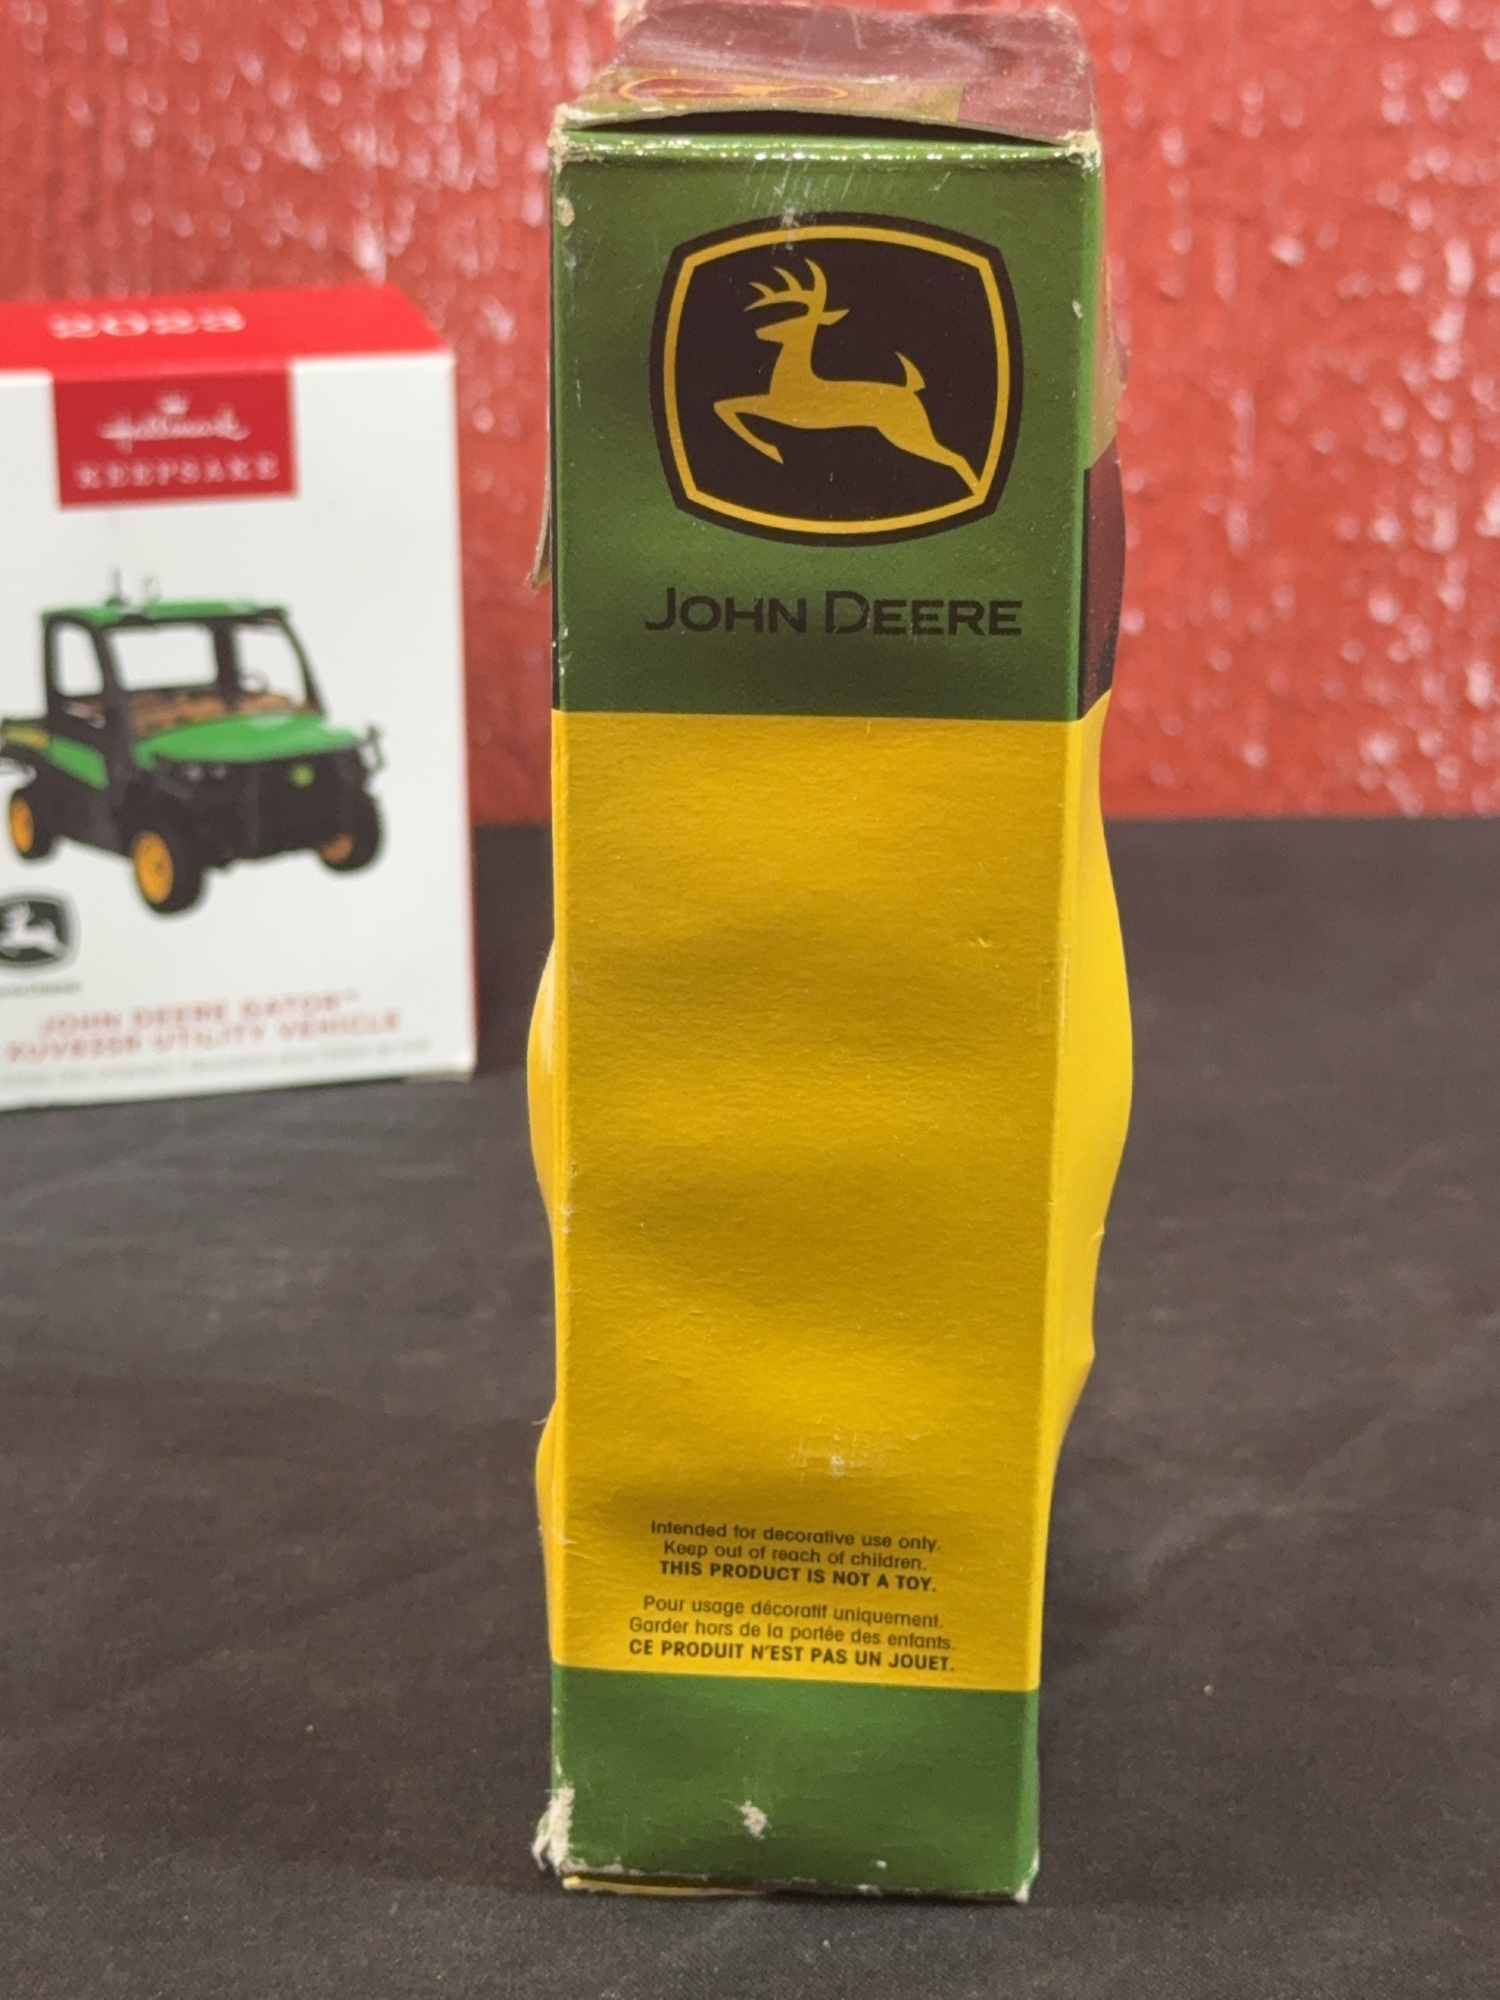 2023
Hallmark
KEEPSAKE
JOHN DEERE GATOR™
XUV835R UTILITY VEHICLE
JOHN DEERE
Intended for decorative use only.
Keep out of reach of children.
THIS PRODUCT IS NOT A TOY.
Pour usage décoratif uniquement.
Garder hors de la portée des enfants.
CE PRODUIT N'EST PAS UN JOUET.